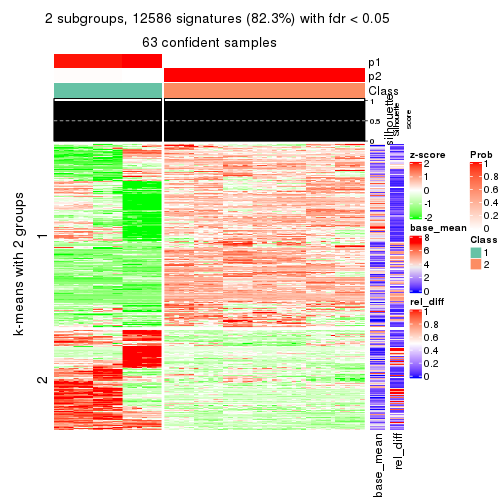 2 subgroups, 12586 signatures (82.3%) with fdr < 0.05
63 confident samples
p1
p2
Class
1
0.5
0
silhouette
Silhouette
score
k-means with 2 groups
1
2
base_mean
rel_diff
z-score
2
1
0
-1
-2
base_mean
8
6
4
2
0
rel_diff
1
0.8
0.6
0.4
0.2
0
Prob
1
0.8
0.6
0.4
0.2
0
Class
1
2